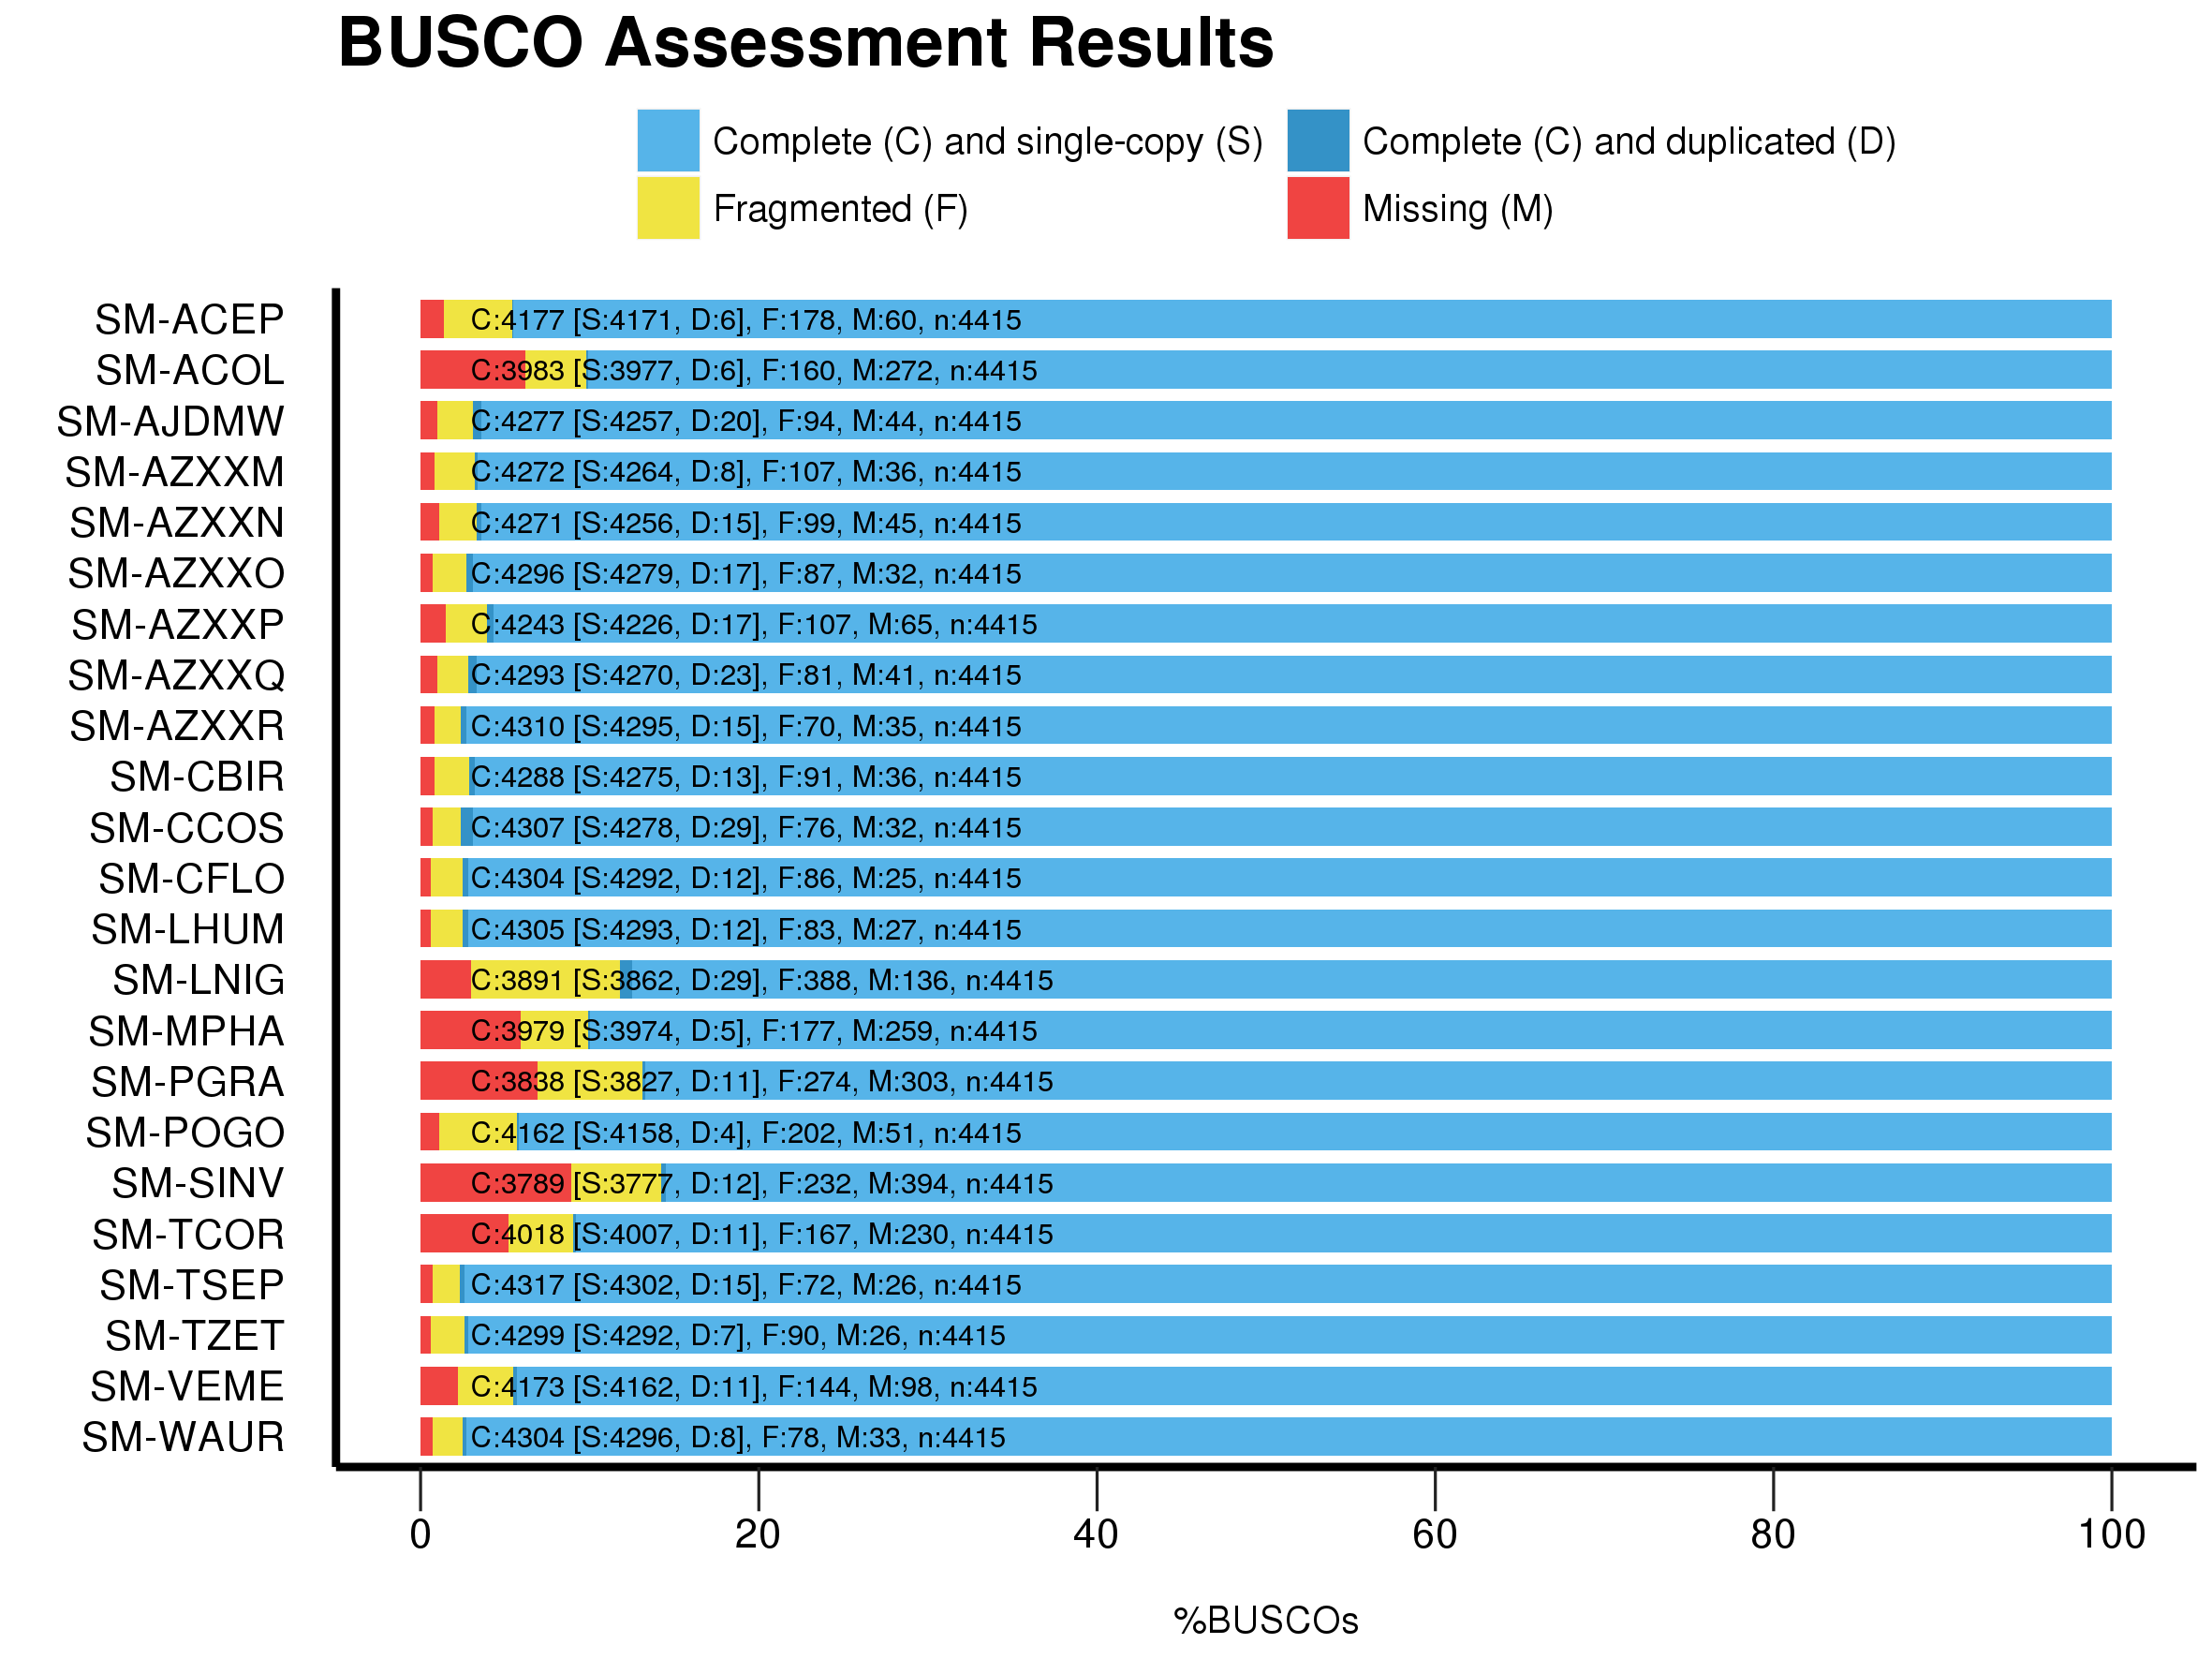 BUSCO Assessment Results
Complete (C) and single-copy (S) Complete (C) and duplicated (D)
Fragmented (F) Missing (M)
SM-ACEP C:4177 [S:4171, D:6], F:178, M:60, n:4415
SM-ACOL C:3983 [S:3977, D:6], F:160, M:272, n:4415
SM-AJDMW C:4277 [S:4257, D:20], F:94, M:44, n:4415
SM-AZXXM C:4272 [S:4264, D:8], F:107, M:36, n:4415
SM-AZXXN C:4271 [S:4256, D:15], F:99, M:45, n:4415
SM-AZXXO C:4296 [S:4279, D:17], F:87, M:32, n:4415
SM-AZXXP C:4243 [S:4226, D:17], F:107, M:65, n:4415
SM-AZXXQ C:4293 [S:4270, D:23], F:81, M:41, n:4415
SM-AZXXR C:4310 [S:4295, D:15], F:70, M:35, n:4415
SM-CBIR C:4288 [S:4275, D:13], F:91, M:36, n:4415
SM-CCOS C:4307 [S:4278, D:29], F:76, M:32, n:4415
SM-CFLO C:4304 [S:4292, D:12], F:86, M:25, n:4415
SM-LHUM C:4305 [S:4293, D:12], F:83, M:27, n:4415
SM-LNIG C:3891 [S:3862, D:29], F:388, M:136, n:4415
SM-MPHA C:3979 [S:3974, D:5], F:177, M:259, n:4415
SM-PGRA C:3838 [S:3827, D:11], F:274, M:303, n:4415
SM-POGO C:4162 [S:4158, D:4], F:202, M:51, n:4415
SM-SINV C:3789 [S:3777, D:12], F:232, M:394, n:4415
SM-TCOR C:4018 [S:4007, D:11], F:167, M:230, n:4415
SM-TSEP C:4317 [S:4302, D:15], F:72, M:26, n:4415
SM-TZET C:4299 [S:4292, D:7], F:90, M:26, n:4415
SM-VEME C:4173 [S:4162, D:11], F:144, M:98, n:4415
SM-WAUR C:4304 [S:4296, D:8], F:78, M:33, n:4415
0 20 40 60 80 100
%BUSCOs